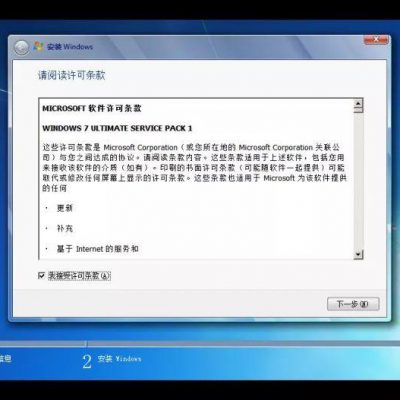 安装 Windows
请阅读许可条款
MICROSOFT 软件许可条款
WINDOWS 7 ULTIMATE SERVICE PACK 1
这些许可条款是 Microsoft Corporation（或您所在地的 Microsoft Corporation 关联公
司）与您之间达成的协议。请阅读条款内容。这些条款适用于上述软件，包括您用
来接收该软件的介质（如有）。印刷的书面许可条款（可能随软件一起提供）可能
取代或修改任何屏幕上显示的许可条款。这些条款也适用于 Microsoft 为该软件提供
的任何
· 更新
· 补充
· 基于 Internet 的服务和
我接受许可条款(A)
下一步(N)
信息
2 安装 Windows